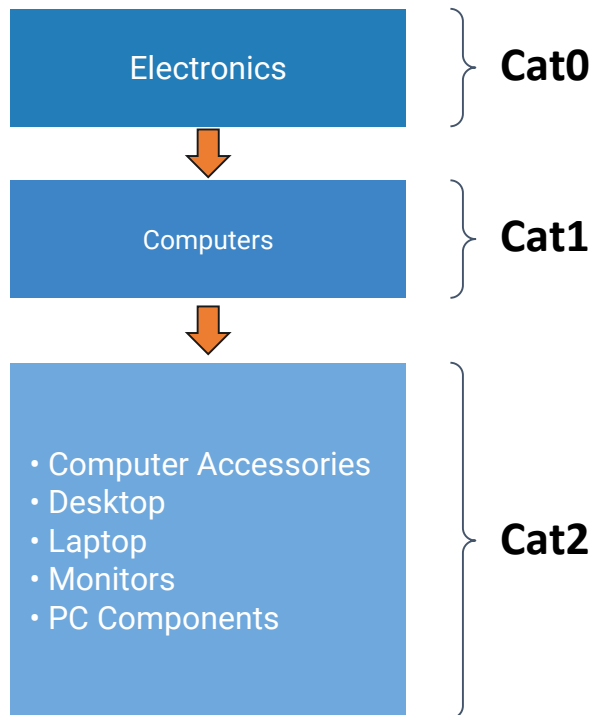 Electronics
Cat0
Computers
Cat1
• Computer Accessories
• Desktop
• Laptop
• Monitors
• PC Components
Cat2